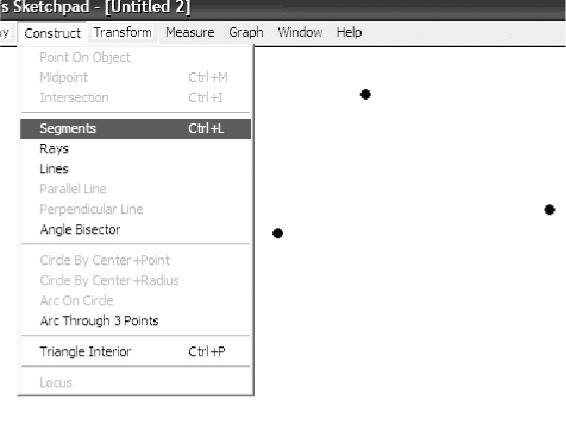 's Sketchpad - [Untitled 2]
ay Construct Transform Measure Graph Window Help
Point On Object
Midpoint Ctrl+M
Intersection Ctrl+I
Segments Ctrl+L
Rays
Lines
Parallel Line
Perpendicular Line
Angle Bisector
Circle By Center+Point
Circle By Center+Radius
Arc On Circle
Arc Through 3 Points
Triangle Interior Ctrl+P
Locus